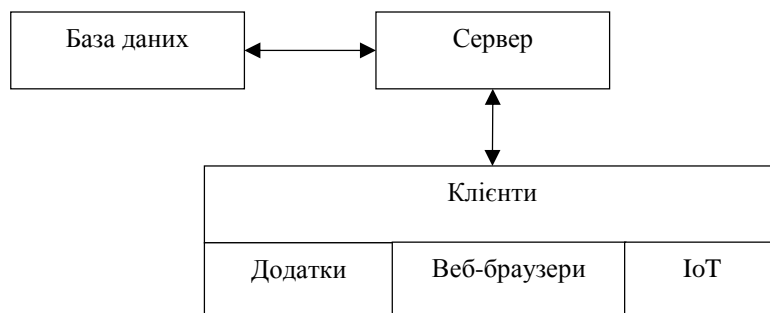 База даних
Сервер
Клієнти
Додатки
Веб-браузери
IoT